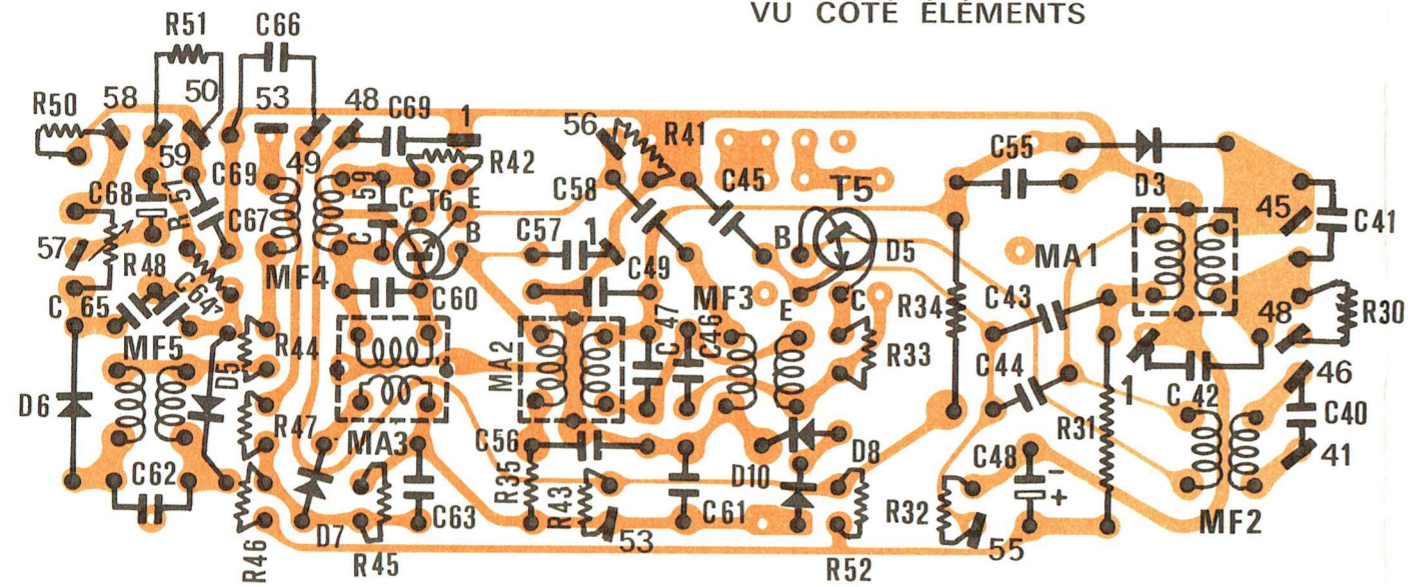 VU COTÉ ÉLÉMENTS
R51 C66
R50 58 50 53 48 C69 1
59 49 R42
56 R41
C55 D3
C68 R57 C69 C67
C59 C T6 E B
C58 C45 T5
45 C41
57 R48 C64 MF4 C60
C57 1 C49 MF3
B D5 E C
MA1
C65 MF5
C47 C46
R34 C43 48 R30
D6 D5 R44 MA2 R33 C44 1 C42 46
C40
R47 MA3 C56 R31 41
C62 R35 R43 D10 D8 C48 - +
R46 D7 R45 C63 53 C61 R52 R32 55 MF2